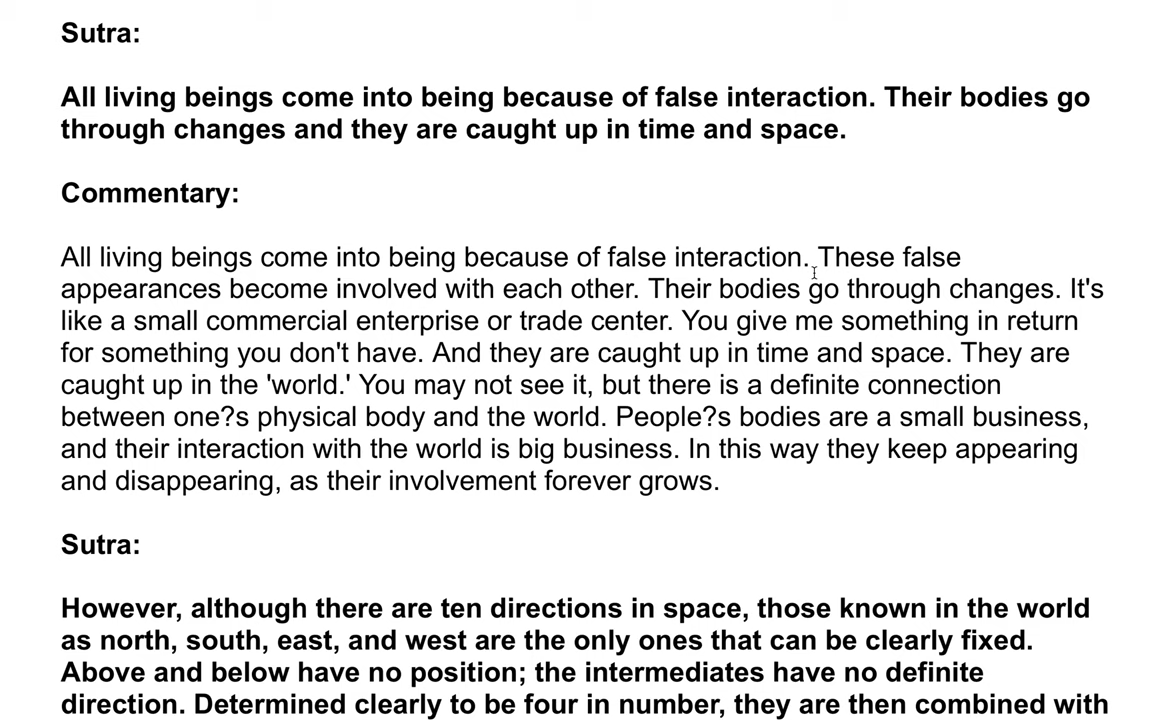 Sutra:
All living beings come into being because of false interaction. Their bodies go
through changes and they are caught up in time and space.
Commentary:
All living beings come into being because of false interaction. These false
appearances become involved with each other. Their bodies go through changes. It's
like a small commercial enterprise or trade center. You give me something in return
for something you don't have. And they are caught up in time and space. They are
caught up in the 'world.' You may not see it, but there is a definite connection
between one?s physical body and the world. People?s bodies are a small business,
and their interaction with the world is big business. In this way they keep appearing
and disappearing, as their involvement forever grows.
Sutra:
However, although there are ten directions in space, those known in the world
as north, south, east, and west are the only ones that can be clearly fixed.
Above and below have no position; the intermediates have no definite
direction. Determined clearly to be four in number, they are then combined with